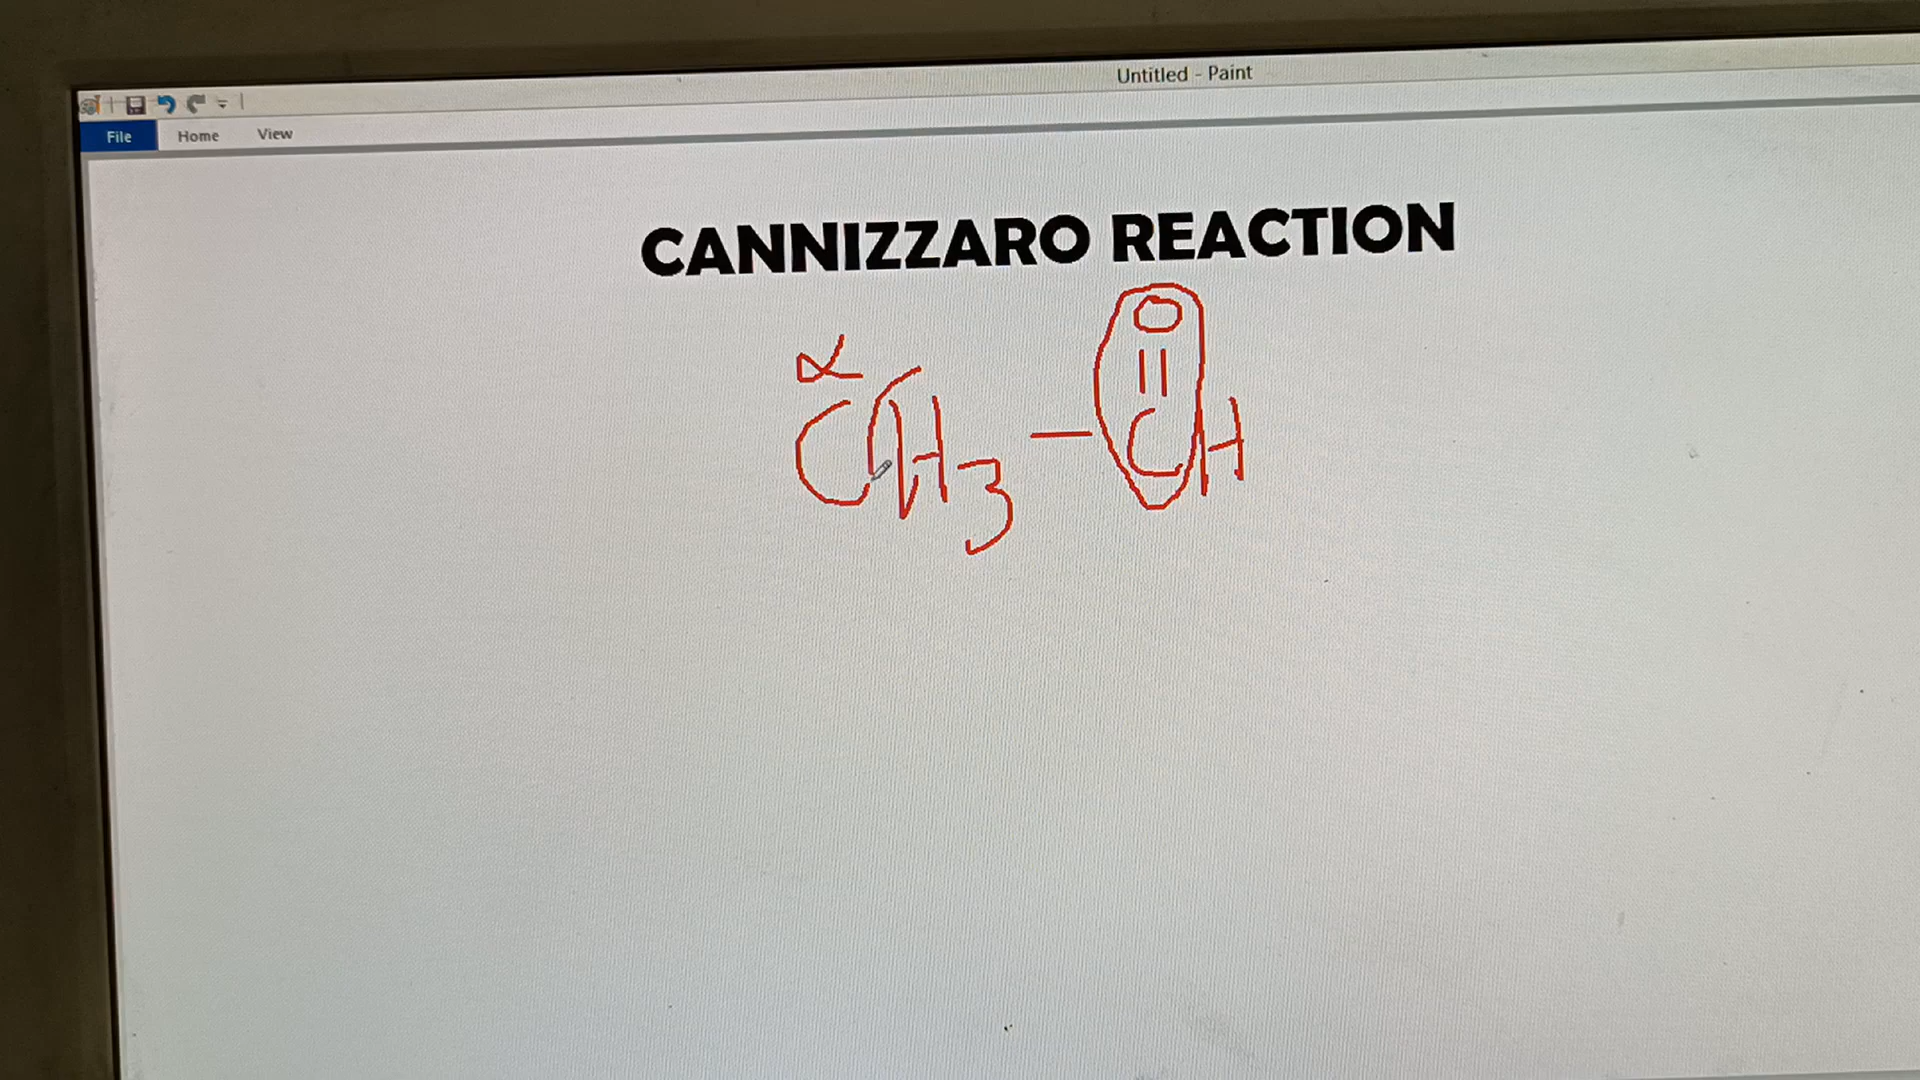 Untitled - Paint
File Home View
CANNIZZARO REACTION
O
α
||
CH3 - CH